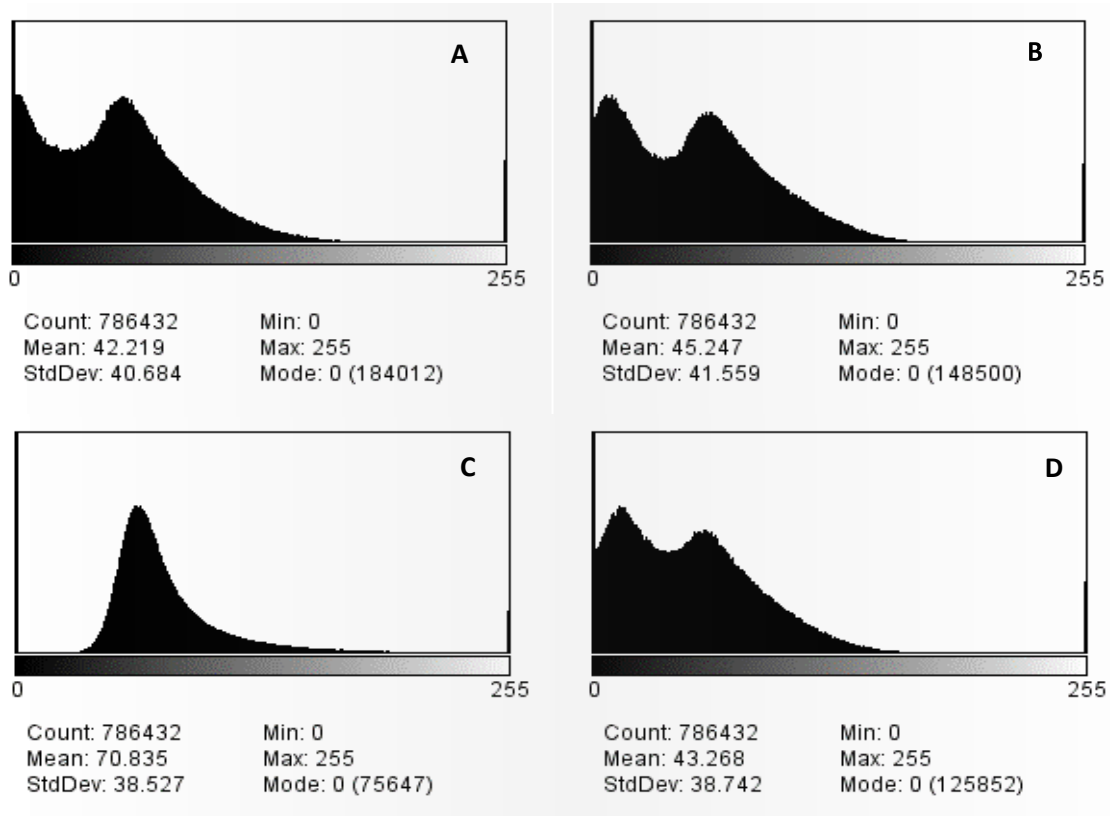 A
0 255
Count: 786432 Min: 0
Mean: 42.219 Max: 255
StdDev: 40.684 Mode: 0 (184012)
B
0 255
Count: 786432 Min: 0
Mean: 45.247 Max: 255
StdDev: 41.559 Mode: 0 (148500)
C
0 255
Count: 786432 Min: 0
Mean: 70.835 Max: 255
StdDev: 38.527 Mode: 0 (75647)
D
0 255
Count: 786432 Min: 0
Mean: 43.268 Max: 255
StdDev: 38.742 Mode: 0 (125852)